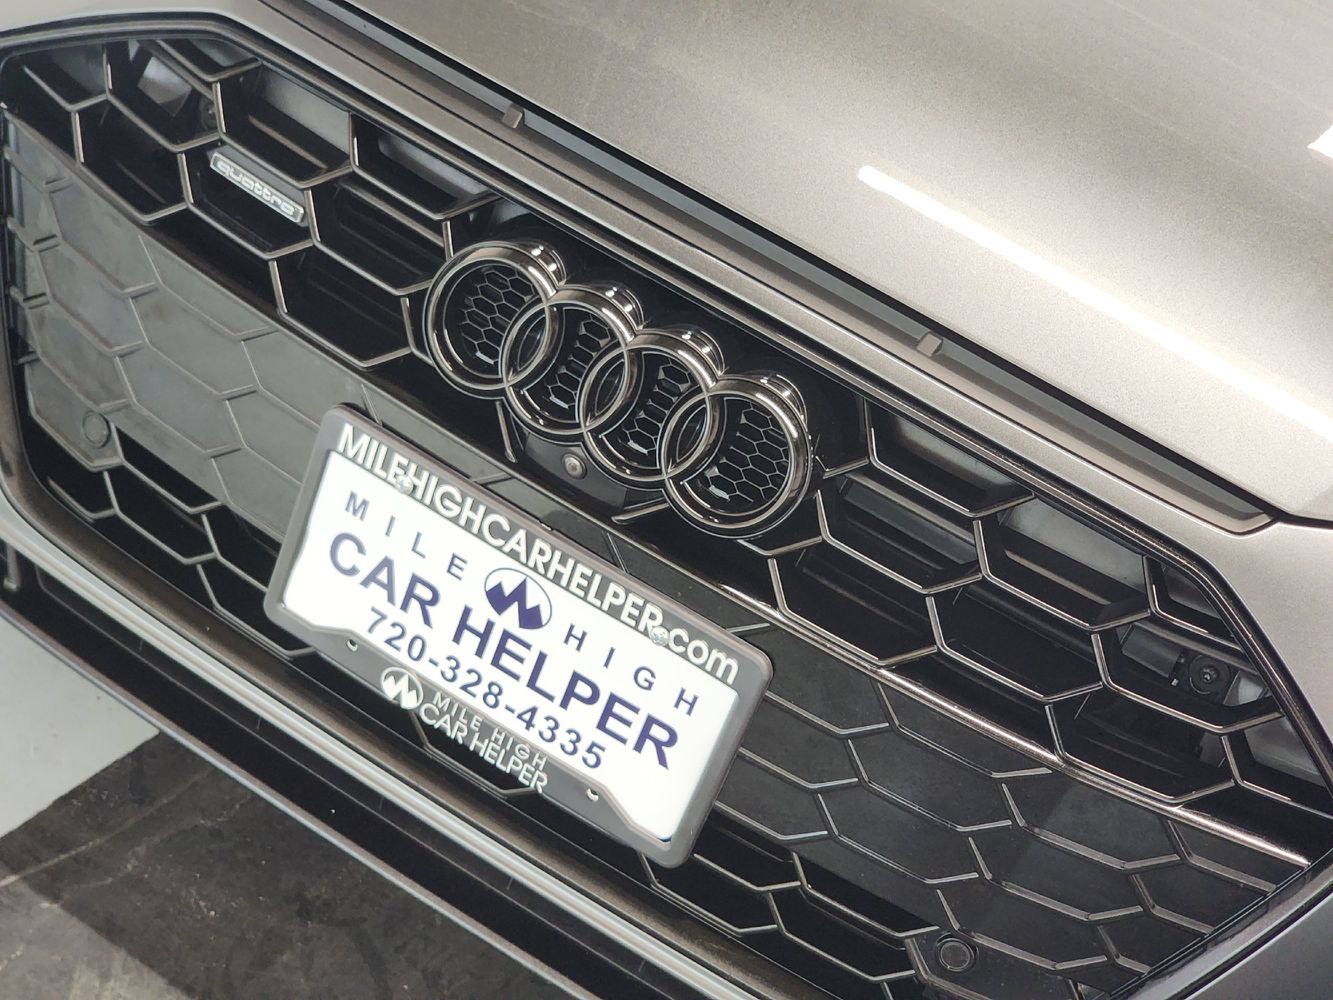 quattro
MILEHIGHCARHELPER.com
MILE HIGH
CAR HELPER
720-328-4335
MILE HIGH
CAR HELPER